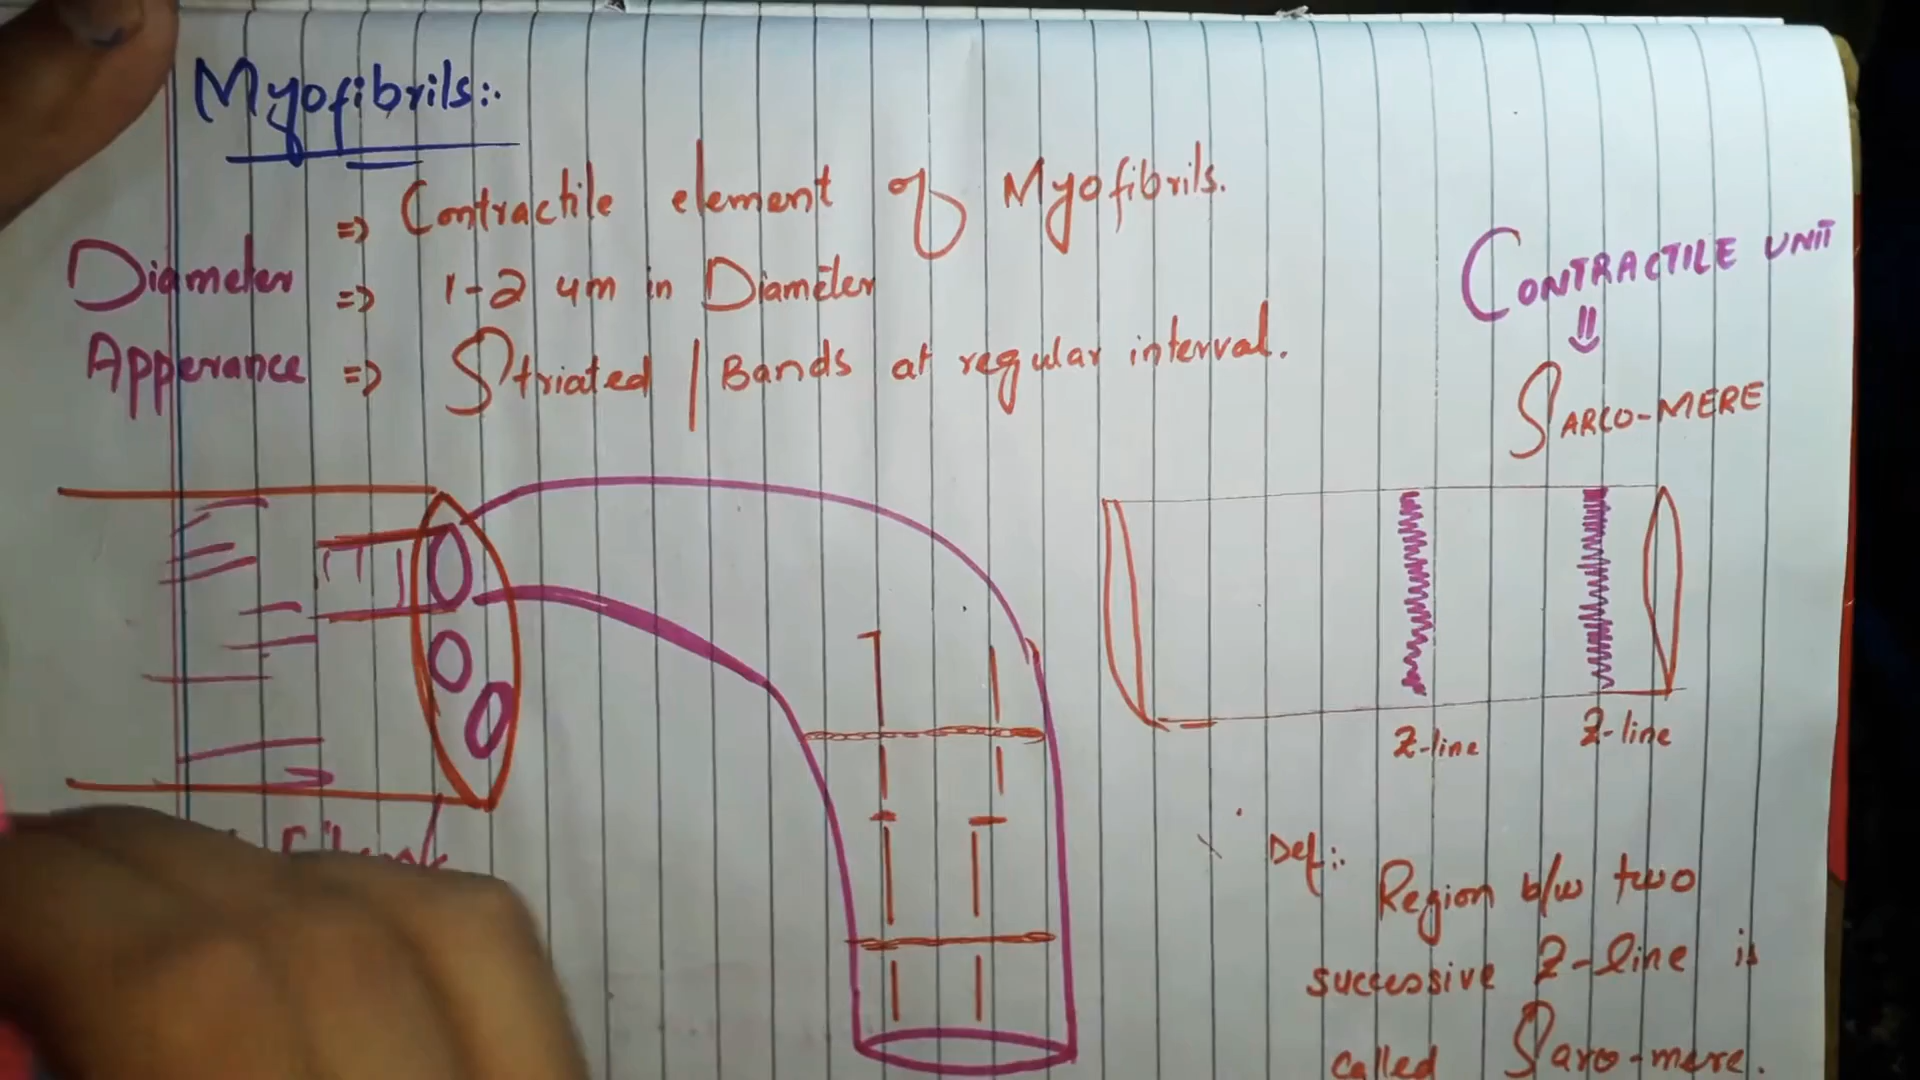 Myofibrils:.
=> Contractile element of Myofibrils.
Diameter => 1-2 um in Diameter
Apperance => Striated / Bands at regular interval.
CONTRACTILE UNIT
⇓
SARCO-MERE
Z-line Z-line
Def:.
Region b/w two
successive Z-line is
called Saro-mere.